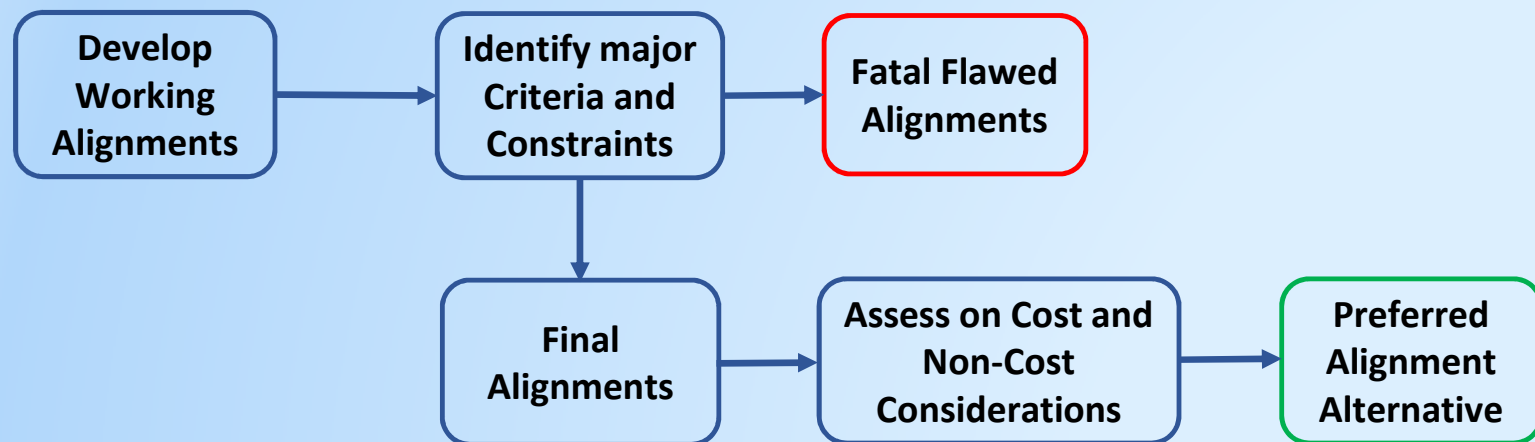 Develop
Working
Alignments
Identify major
Criteria and
Constraints
Fatal Flawed
Alignments
Final
Alignments
Assess on Cost and
Non-Cost
Considerations
Preferred
Alignment
Alternative